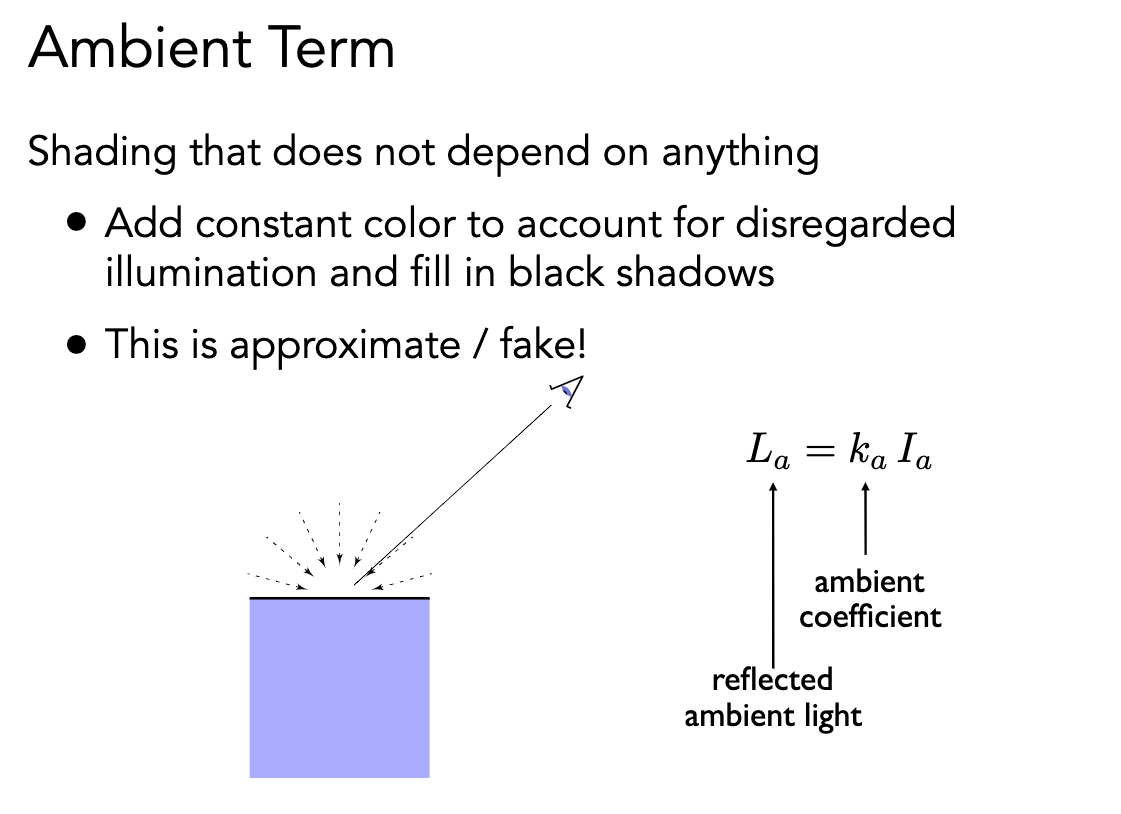 Ambient Term
Shading that does not depend on anything
• Add constant color to account for disregarded
illumination and fill in black shadows
• This is approximate / fake!
L_a = k_a I_a
ambient
coefficient
reflected
ambient light